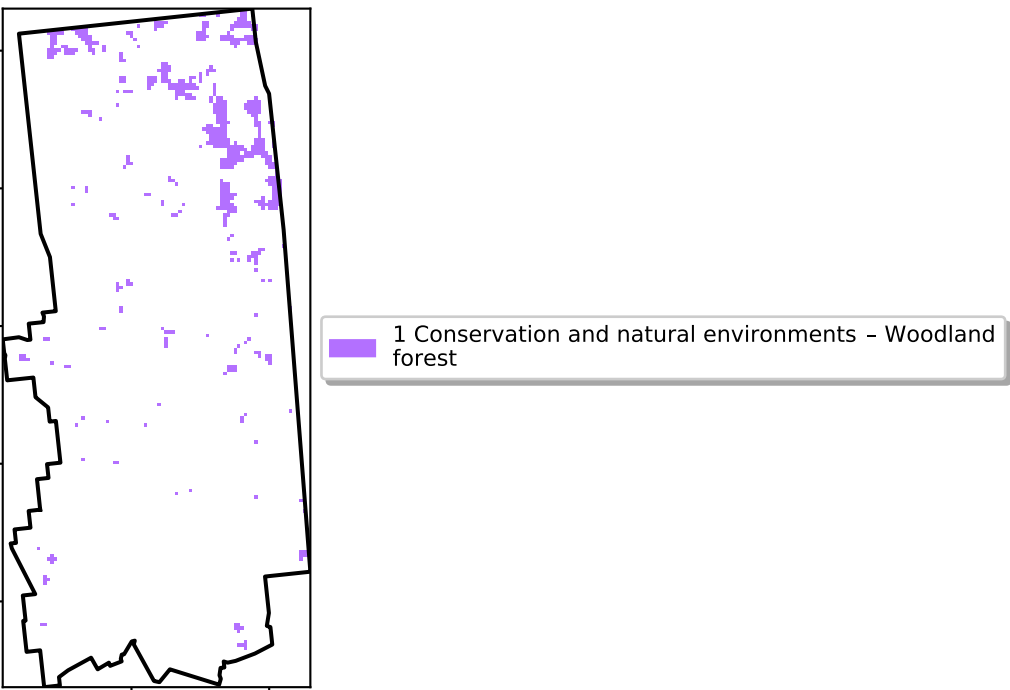 1 Conservation and natural environments – Woodland
forest